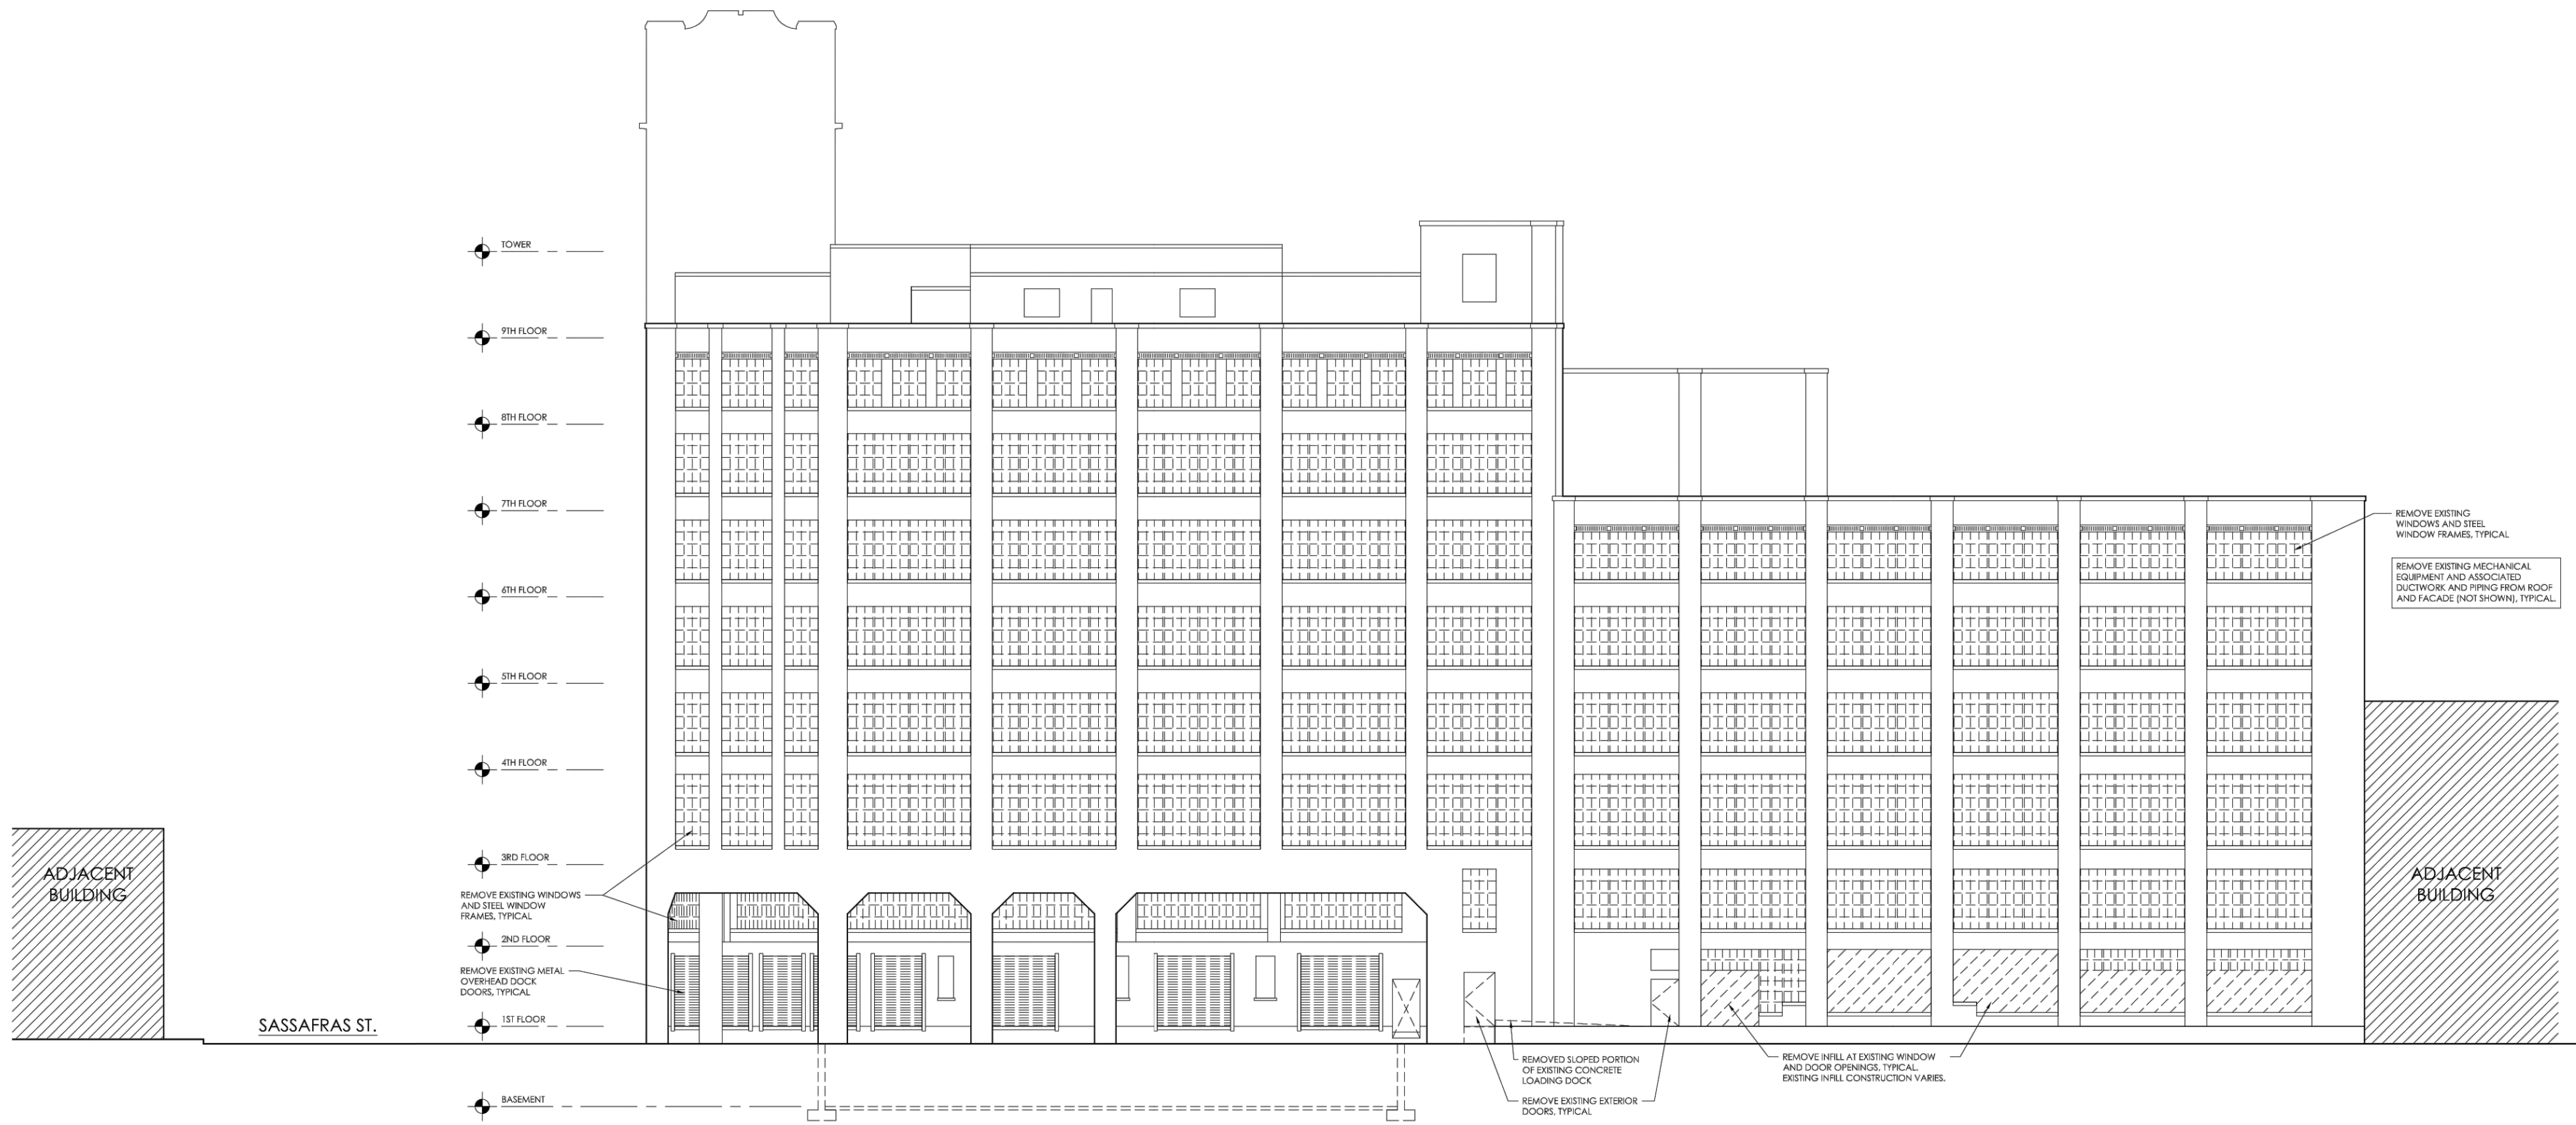 TOWER
9TH FLOOR
8TH FLOOR
7TH FLOOR
6TH FLOOR
5TH FLOOR
4TH FLOOR
3RD FLOOR
2ND FLOOR
1ST FLOOR
BASEMENT
ADJACENT
BUILDING
SASSAFRAS ST.
REMOVE EXISTING WINDOWS
AND STEEL WINDOW
FRAMES, TYPICAL
REMOVE EXISTING METAL
OVERHEAD DOCK
DOORS, TYPICAL
REMOVED SLOPED PORTION
OF EXISTING CONCRETE
LOADING DOCK
REMOVE EXISTING EXTERIOR
DOORS, TYPICAL
REMOVE INFILL AT EXISTING WINDOW
AND DOOR OPENINGS, TYPICAL.
EXISTING INFILL CONSTRUCTION VARIES.
REMOVE EXISTING
WINDOWS AND STEEL
WINDOW FRAMES, TYPICAL
REMOVE EXISTING MECHANICAL
EQUIPMENT AND ASSOCIATED
DUCTWORK AND PIPING FROM ROOF
AND FACADE (NOT SHOWN), TYPICAL.
ADJACENT
BUILDING